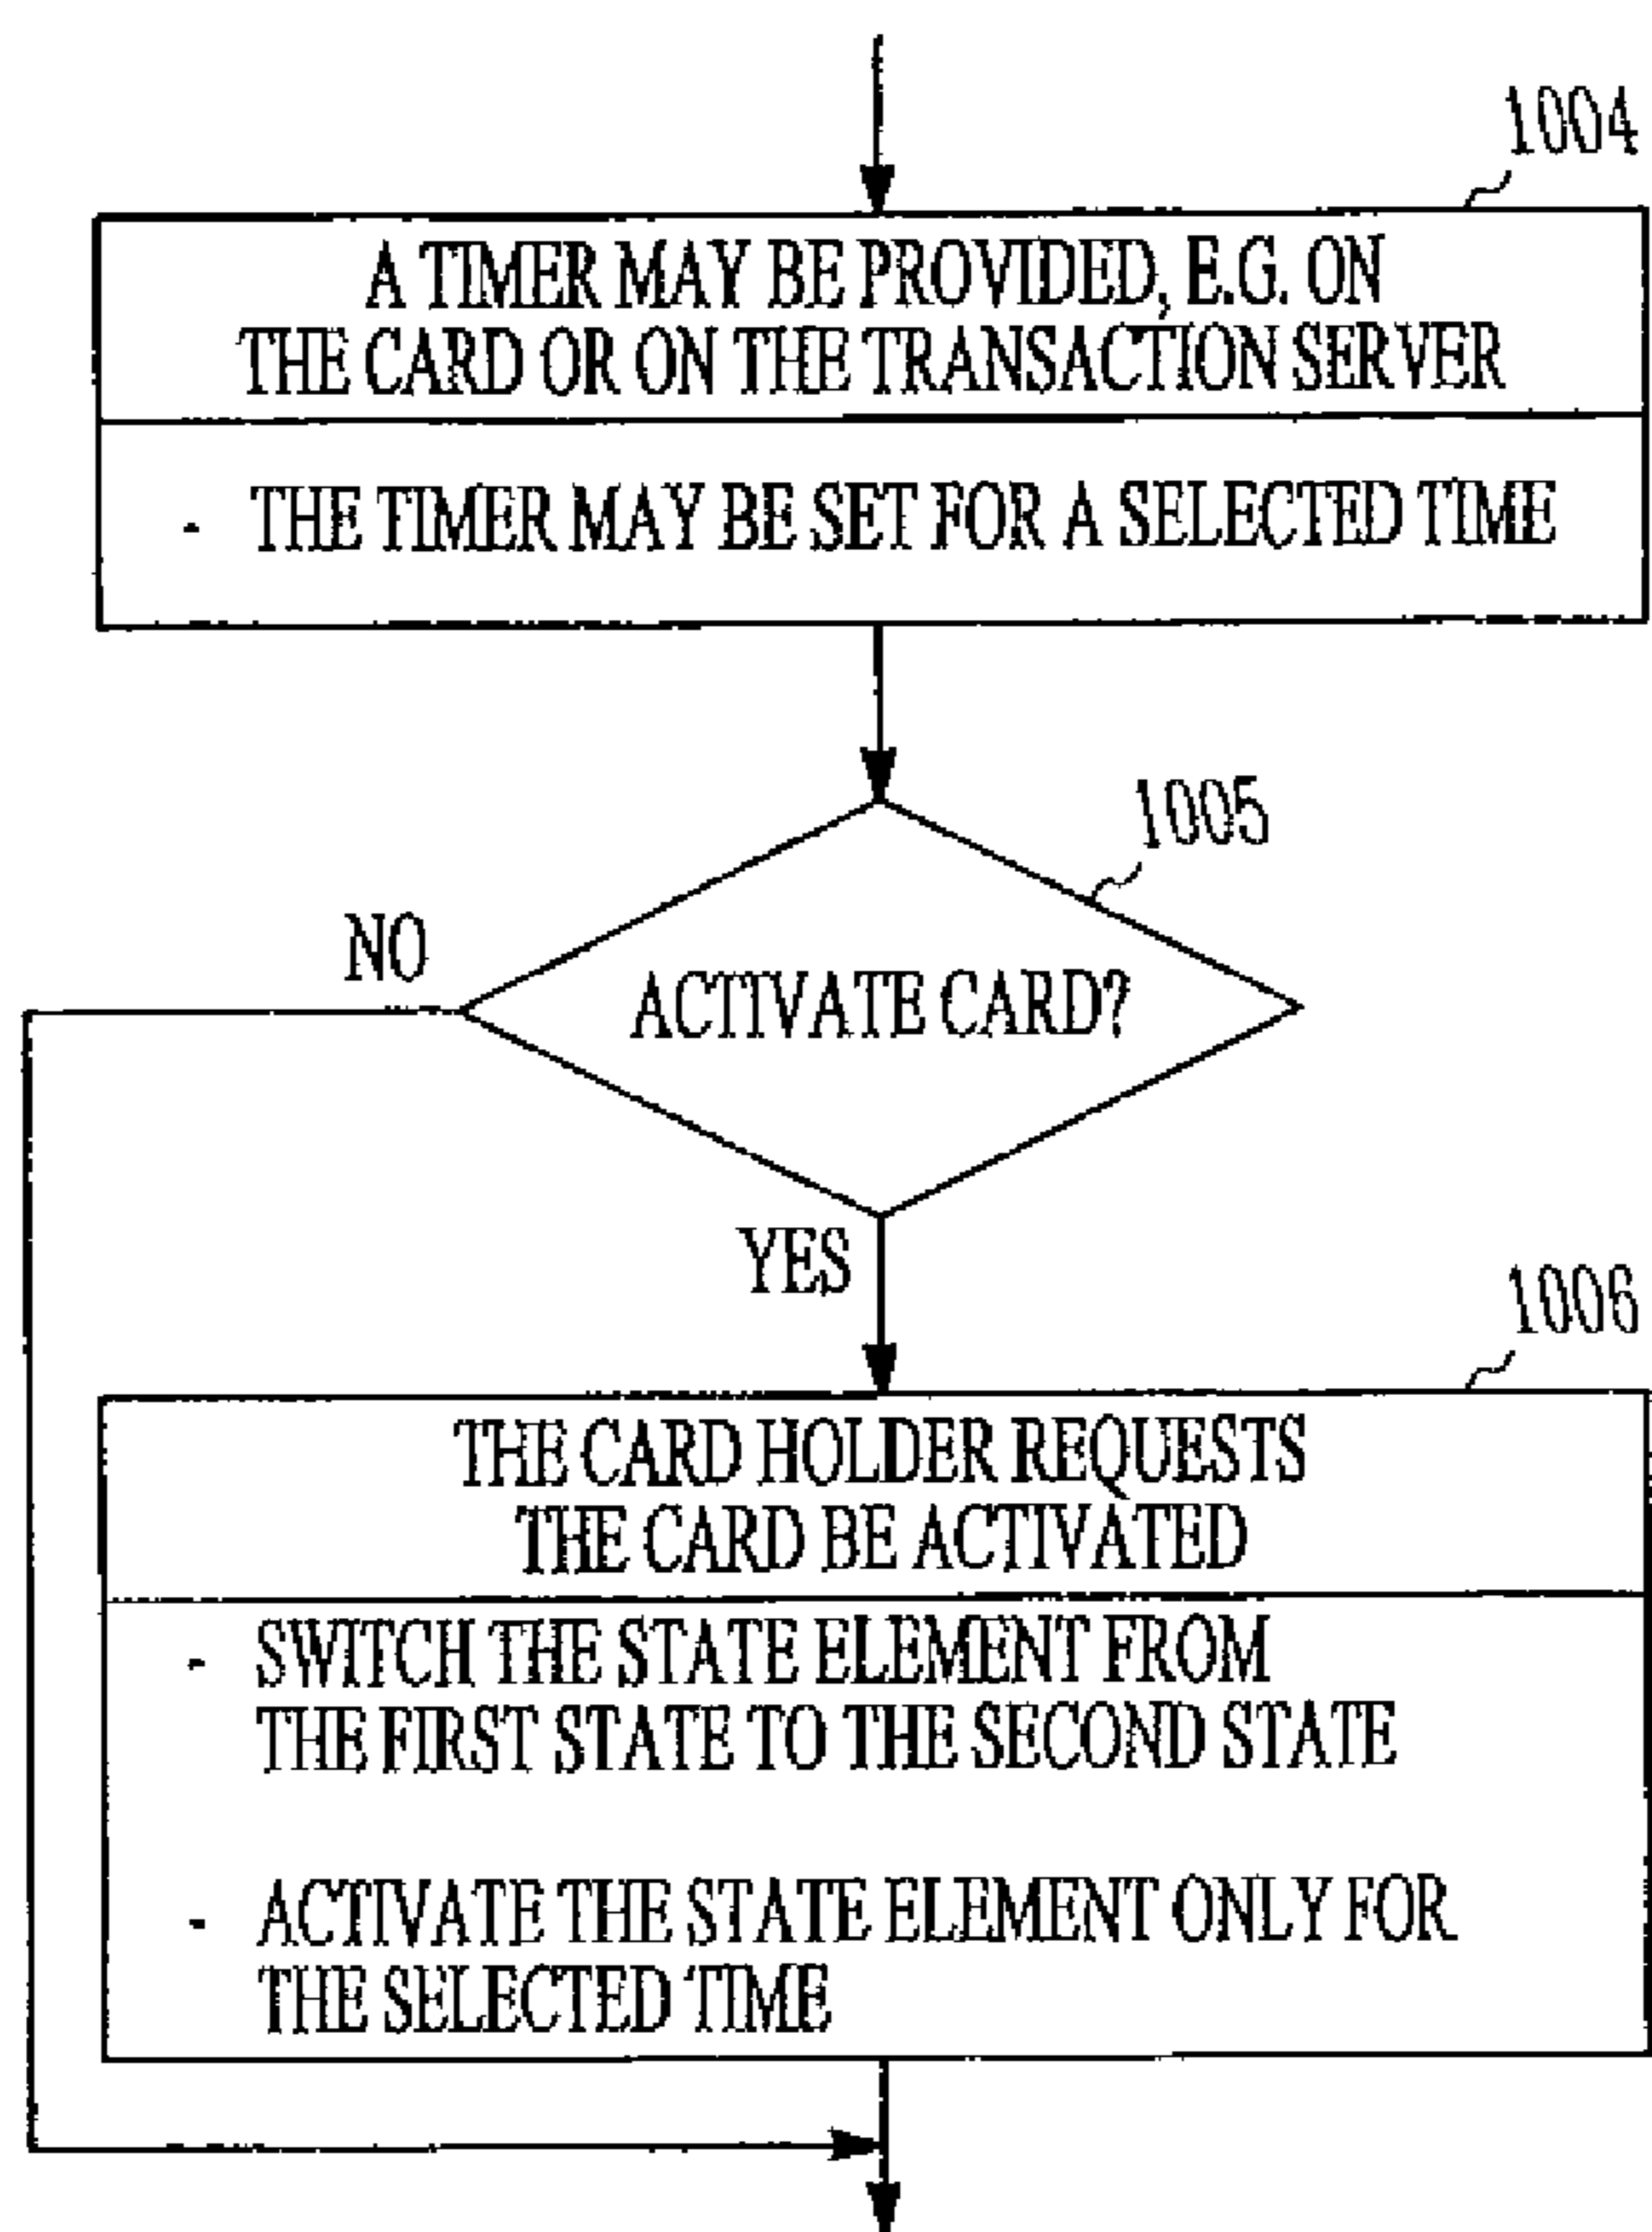 1004
A TIMER MAY BE PROVIDED, E.G. ON
THE CARD OR ON THE TRANSACTION SERVER
- THE TIMER MAY BE SET FOR A SELECTED TIME
1005
NO
ACTIVATE CARD?
YES
1006
THE CARD HOLDER REQUESTS
THE CARD BE ACTIVATED
- SWITCH THE STATE ELEMENT FROM
THE FIRST STATE TO THE SECOND STATE
- ACTIVATE THE STATE ELEMENT ONLY FOR
THE SELECTED TIME